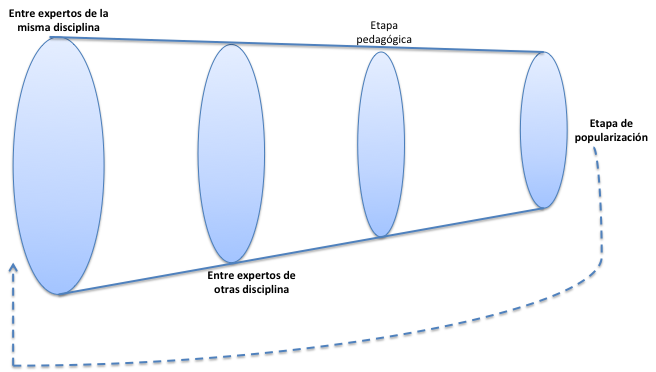 Entre expertos de la
misma disciplina
Etapa
pedagógica
Etapa de
popularización
Entre expertos de
otras disciplina